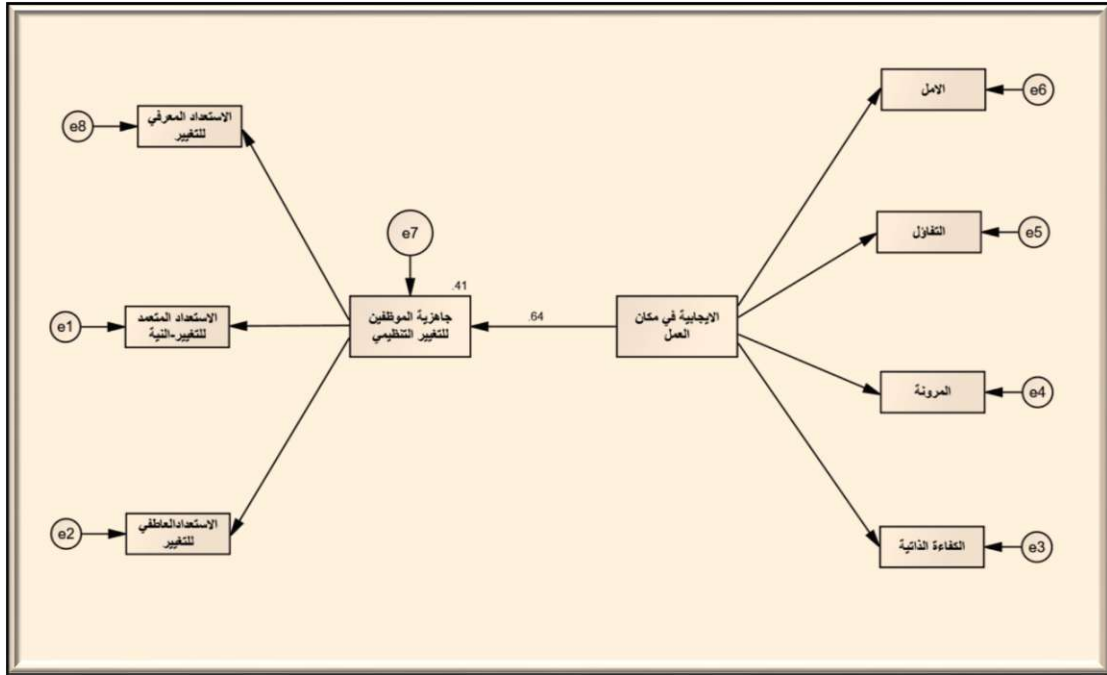 الامل
e6
الاستعداد المعرفي
للتغيير
e8
التفاؤل
e5
e7
.41
جاهزية الموظفين
للتغيير التنظيمي
.64
الايجابية في مكان
العمل
الاستعداد المتعمد
للتغيير-النية
e1
المرونة
e4
الاستعدادالعاطفي
للتغيير
e2
الكفاءة الذاتية
e3